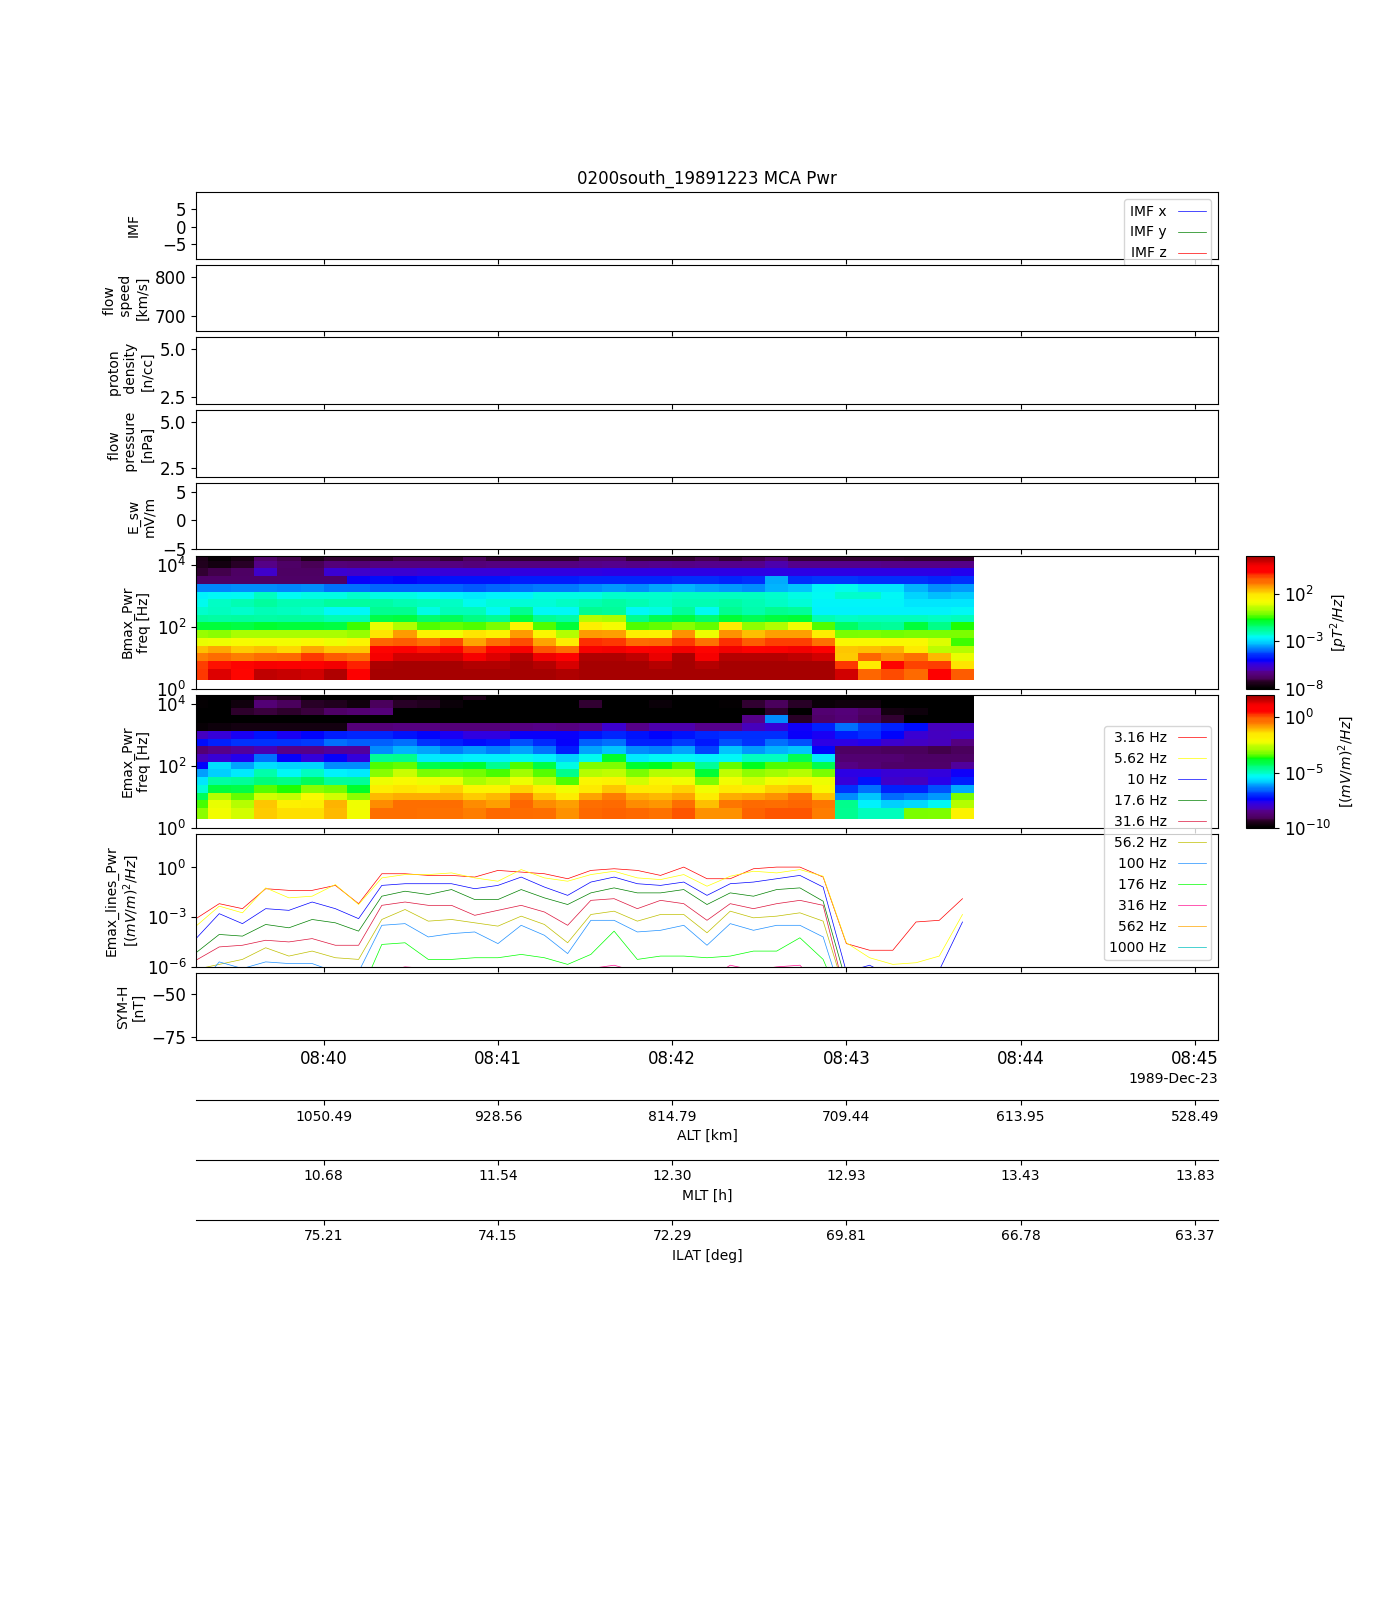 0200south_19891223 MCA Pwr
IMF
5
0
−5
IMF x
IMF y
IMF z
flow
speed
[km/s]
800
700
proton
density
[n/cc]
5.0
2.5
flow
pressure
[nPa]
5.0
2.5
E_sw
mV/m
5
0
−5
Bmax_Pwr
freq [Hz]
10^4
10^2
10^0
10^2
10^−3
10^−8
[pT^2/Hz]
Emax_Pwr
freq [Hz]
10^4
10^2
10^0
10^0
10^−5
10^−10
[(mV/m)^2/Hz]
3.16 Hz
5.62 Hz
10 Hz
17.6 Hz
31.6 Hz
56.2 Hz
100 Hz
176 Hz
316 Hz
562 Hz
1000 Hz
Emax_lines_Pwr
[(mV/m)^2/Hz]
10^0
10^−3
10^−6
SYM-H
[nT]
−50
−75
08:40 08:41 08:42 08:43 08:44 08:45
1989-Dec-23
1050.49 928.56 814.79 709.44 613.95 528.49
ALT [km]
10.68 11.54 12.30 12.93 13.43 13.83
MLT [h]
75.21 74.15 72.29 69.81 66.78 63.37
ILAT [deg]